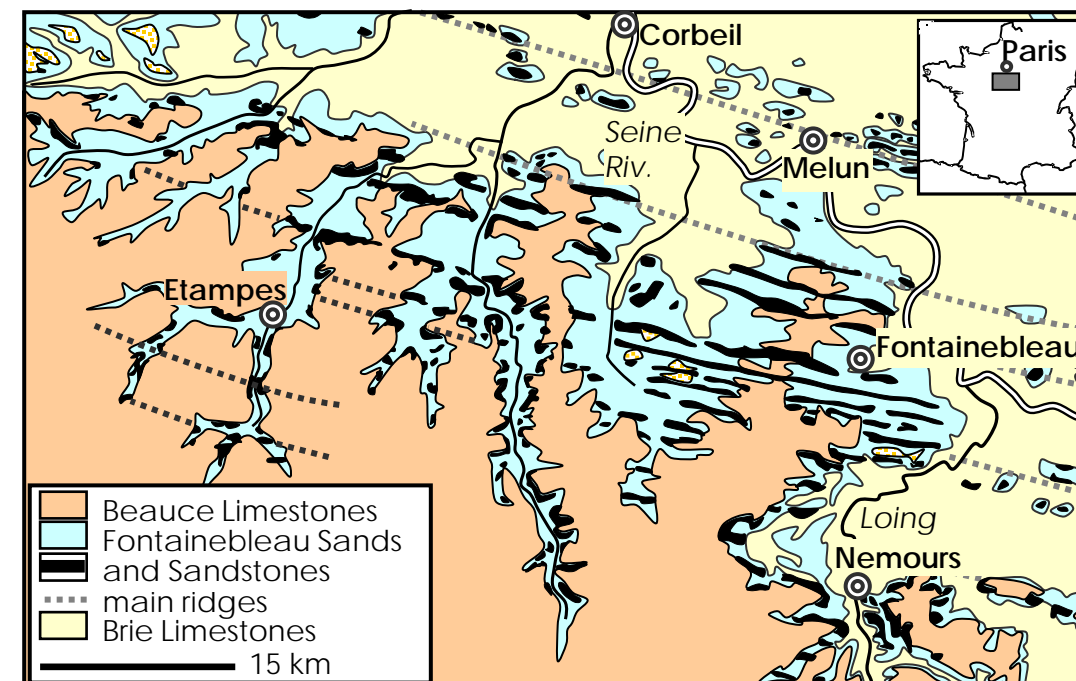 Corbeil
Paris
Seine
Riv.
Melun
Etampes
Fontainebleau
Beauce Limestones
Fontainebleau Sands
and Sandstones
main ridges
Brie Limestones
15 km
Loing
Nemours